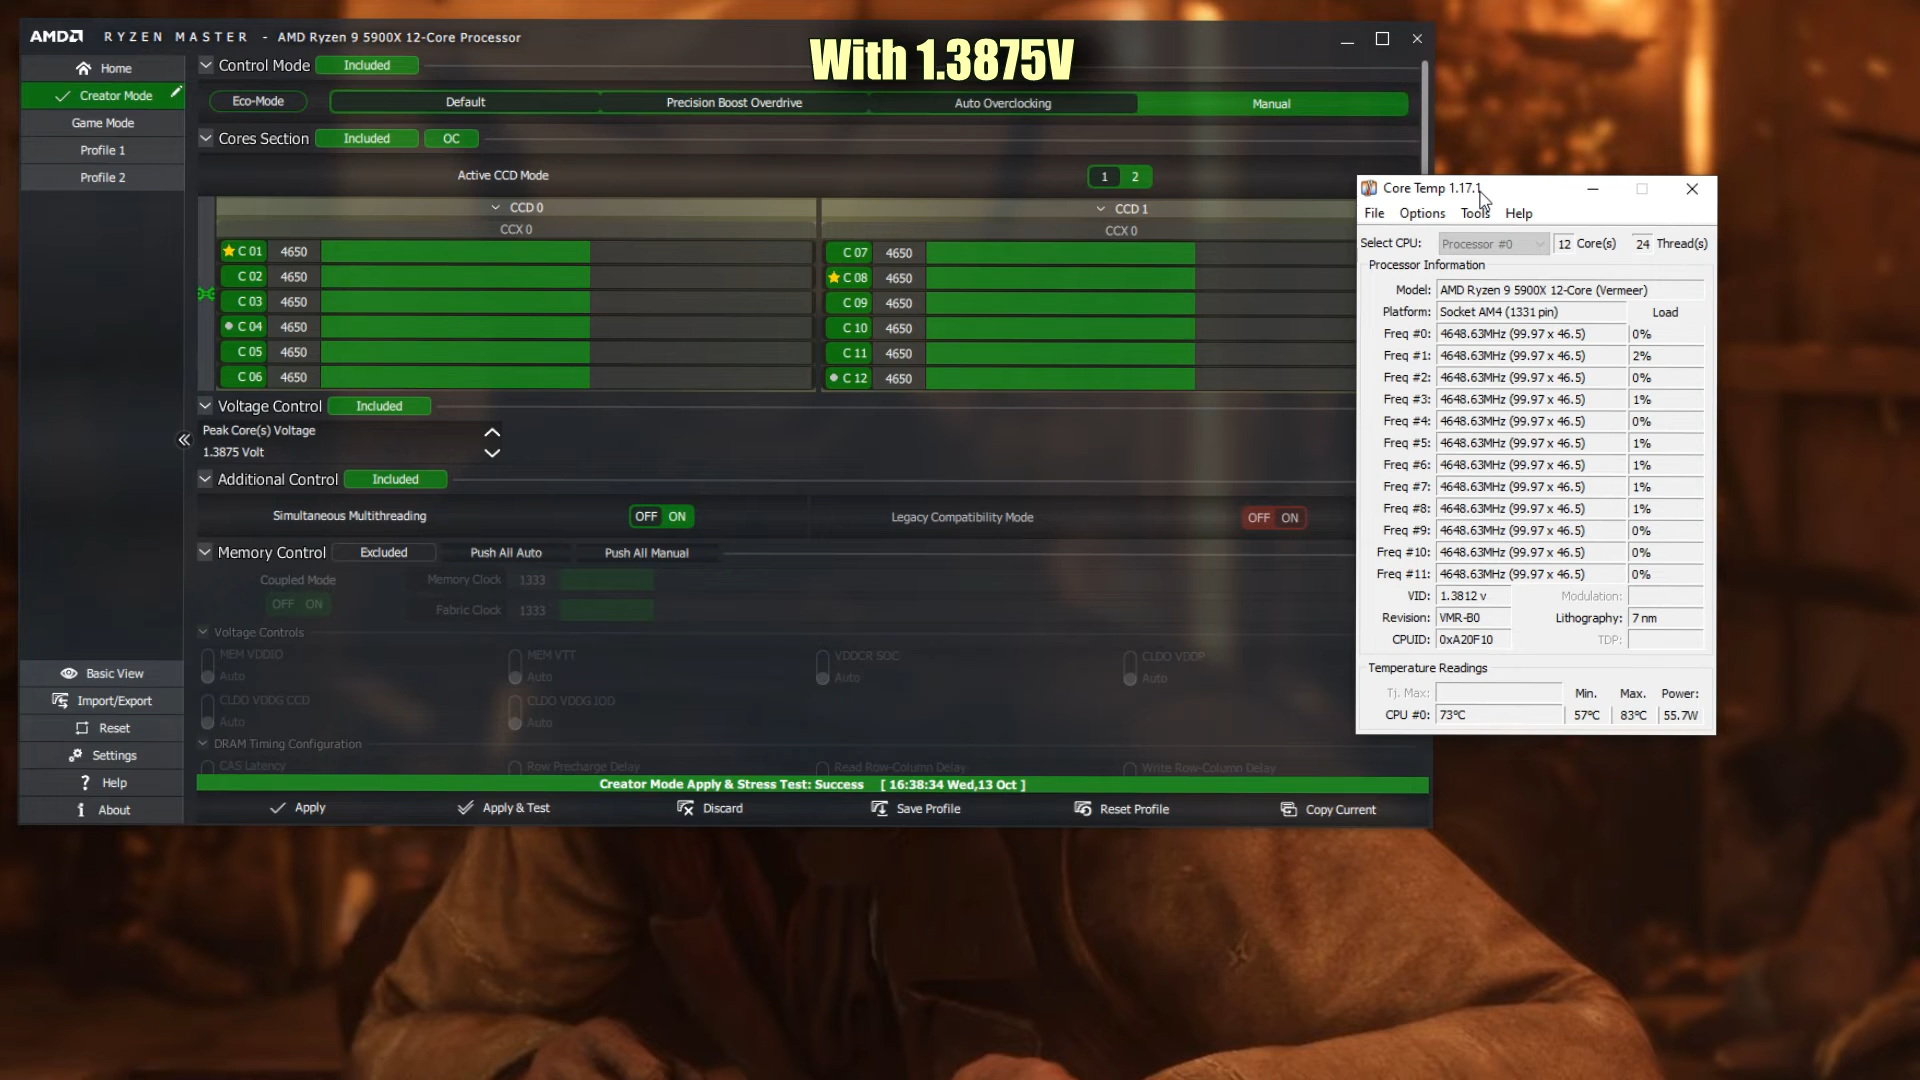 AMD RYZEN MASTER - AMD Ryzen 9 5900X 12-Core Processor
With 1.3875V
Home
Creator Mode
Game Mode
Profile 1
Profile 2
Basic View
Import/Export
Reset
Settings
Help
About
Control Mode Included
Eco-Mode Default Precision Boost Overdrive Auto Overclocking Manual
Cores Section Included OC
Active CCD Mode 1 2
CCD 0 CCD 1
CCX 0 CCX 0
C 01 4650 C 07 4650
C 02 4650 C 08 4650
C 03 4650 C 09 4650
C 04 4650 C 10 4650
C 05 4650 C 11 4650
C 06 4650 C 12 4650
Voltage Control Included
Peak Core(s) Voltage
1.3875 Volt
Additional Control Included
Simultaneous Multithreading OFF ON Legacy Compatibility Mode OFF ON
Memory Control Excluded Push All Auto Push All Manual
Coupled Mode Memory Clock 1333
OFF ON Fabric Clock 1333
Voltage Controls
MEM VDDIO MEM VTT VDDCR SOC CLDO VDDP
Auto Auto Auto Auto
CLDO VDDG CCD CLDO VDDG IOD
Auto Auto
DRAM Timing Configuration
CAS Latency Row Precharge Delay Read Row-Column Delay Write Row-Column Delay
Creator Mode Apply & Stress Test: Success [ 16:38:34 Wed,13 Oct ]
Apply Apply & Test Discard Save Profile Reset Profile Copy Current
Core Temp 1.17.1
File Options Tools Help
Select CPU: Processor #0 12 Core(s) 24 Thread(s)
Processor Information
Model: AMD Ryzen 9 5900X 12-Core (Vermeer)
Platform: Socket AM4 (1331 pin) Load
Freq #0: 4648.63MHz (99.97 x 46.5) 0%
Freq #1: 4648.63MHz (99.97 x 46.5) 2%
Freq #2: 4648.63MHz (99.97 x 46.5) 0%
Freq #3: 4648.63MHz (99.97 x 46.5) 1%
Freq #4: 4648.63MHz (99.97 x 46.5) 0%
Freq #5: 4648.63MHz (99.97 x 46.5) 1%
Freq #6: 4648.63MHz (99.97 x 46.5) 1%
Freq #7: 4648.63MHz (99.97 x 46.5) 1%
Freq #8: 4648.63MHz (99.97 x 46.5) 1%
Freq #9: 4648.63MHz (99.97 x 46.5) 0%
Freq #10: 4648.63MHz (99.97 x 46.5) 0%
Freq #11: 4648.63MHz (99.97 x 46.5) 0%
VID: 1.3812 v Modulation:
Revision: VMR-B0 Lithography: 7 nm
CPUID: 0xA20F10 TDP:
Temperature Readings
Tj. Max: Min. Max. Power:
CPU #0: 73°C 57°C 83°C 55.7W